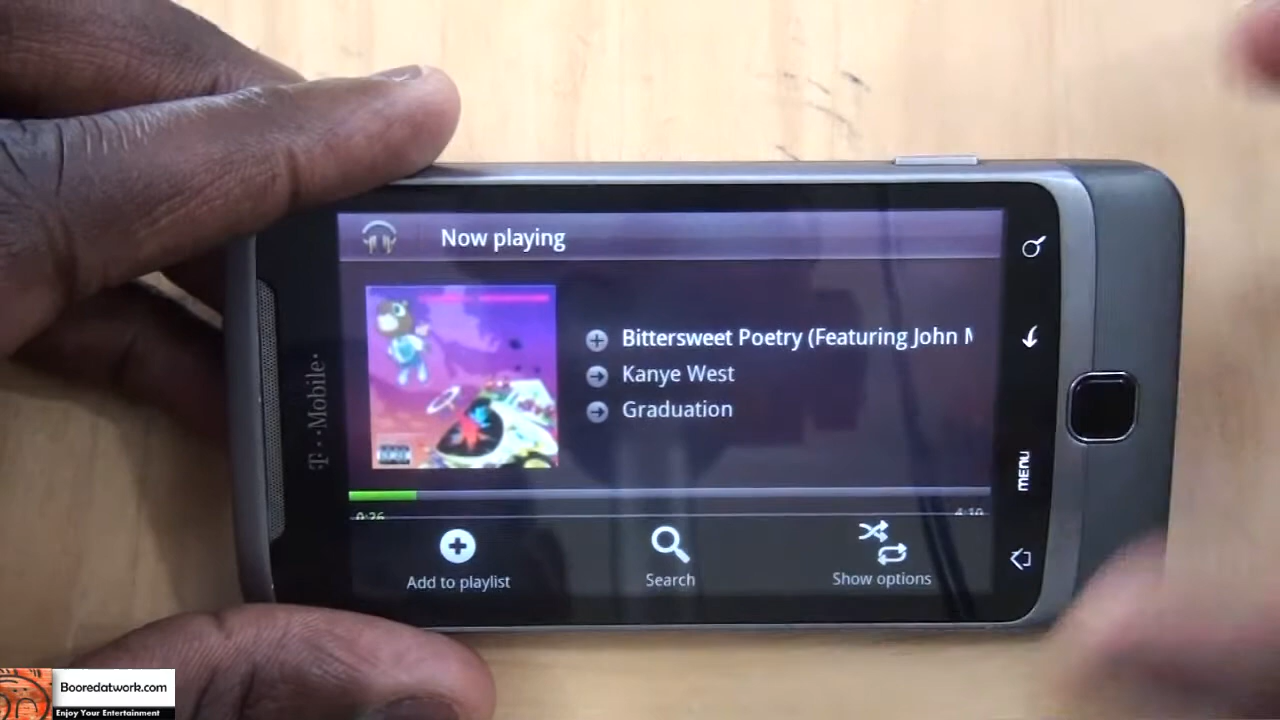 Now playing
Bittersweet Poetry (Featuring John M
Kanye West
Graduation
0:26
4:10
Add to playlist
Search
Show options
T··Mobile·
MENU
Booredatwork.com
Enjoy Your Entertainment